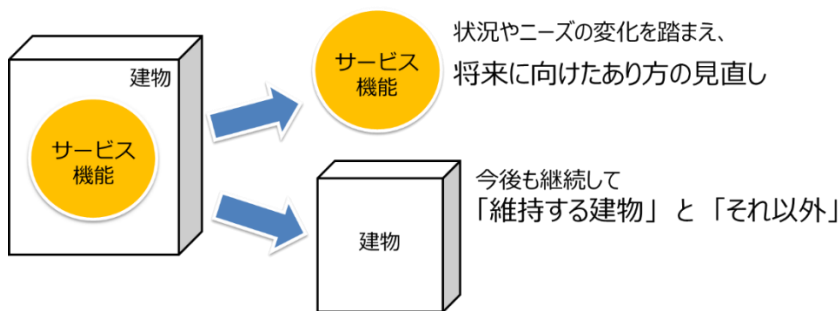 建物
サービス
機能
サービス
機能
状況やニーズの変化を踏まえ、
将来に向けたあり方の見直し
建物
今後も継続して
「維持する建物」と「それ以外」